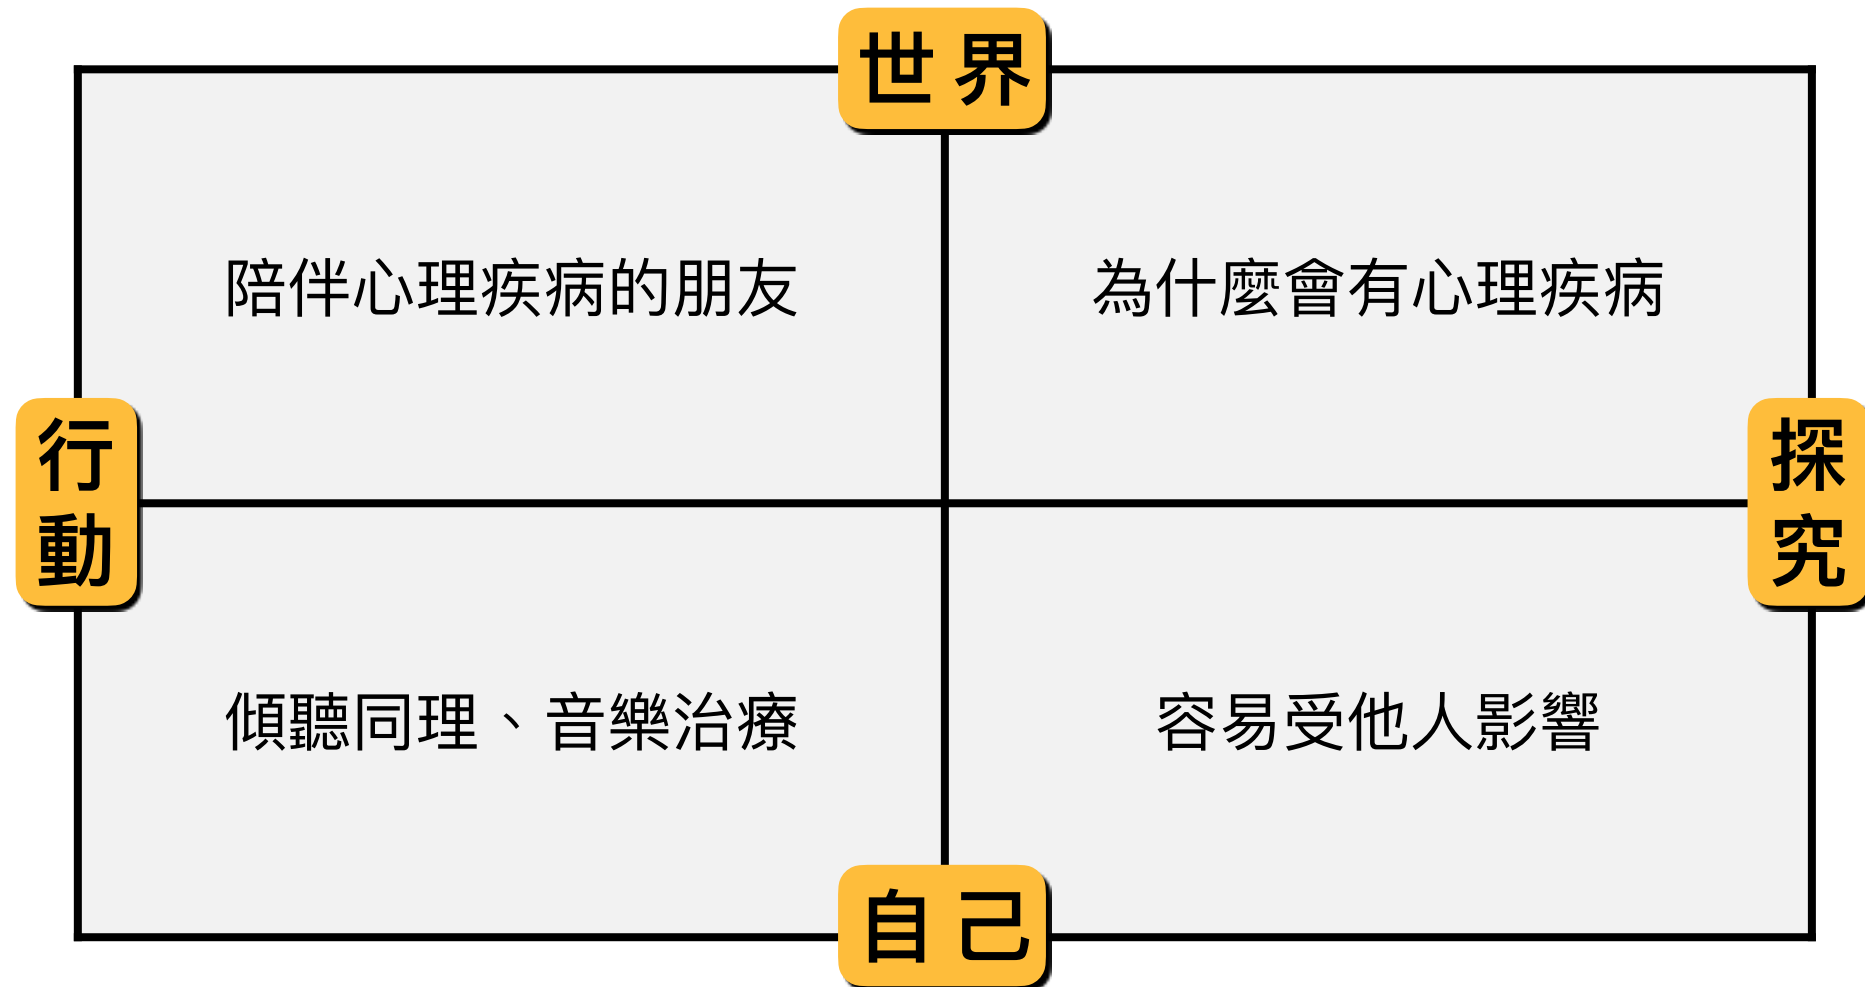 世界
陪伴心理疾病的朋友
為什麼會有心理疾病
行動
探究
傾聽同理、音樂治療
容易受他人影響
自己